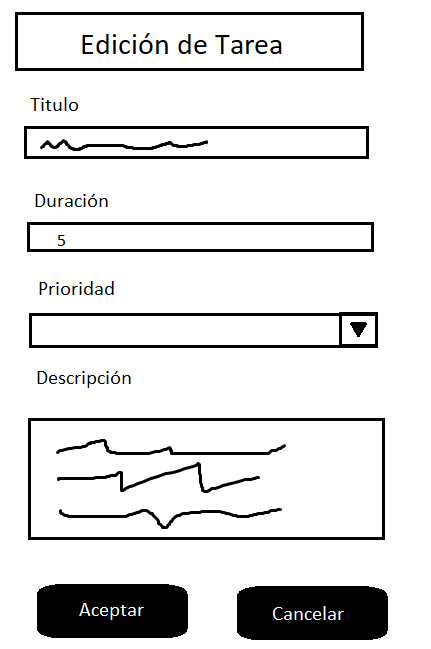 Edición de Tarea
Titulo
Duración
5
Prioridad
Descripción
Aceptar
Cancelar